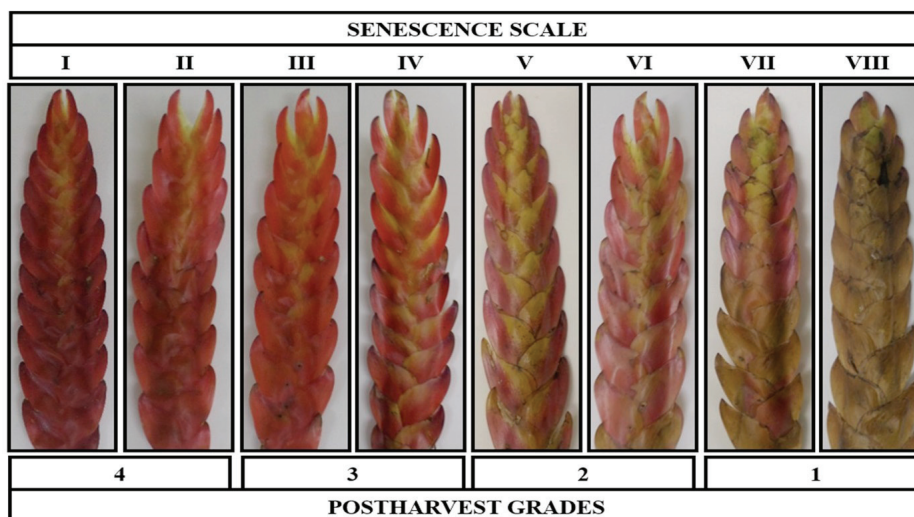 SENESCENCE SCALE
I II III IV V VI VII VIII
4 3 2 1
POSTHARVEST GRADES